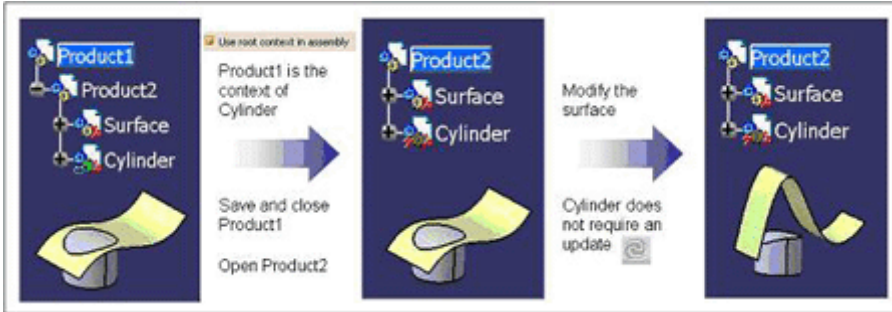 Product1
Product2
Surface
Cylinder
Use root context in assembly
Product1 is the
context of
Cylinder
Save and close
Product1
Open Product2
Product2
Surface
Cylinder
Modify the
surface
Cylinder does
not require an
update
Product2
Surface
Cylinder